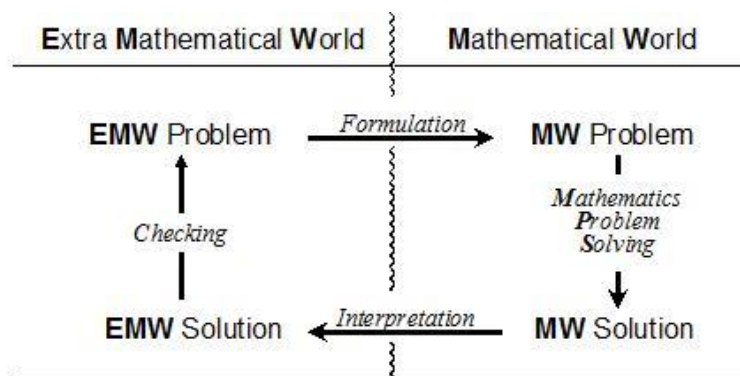 Extra Mathematical World
Mathematical World
Formulation
EMW Problem
MW Problem
Mathematics
Problem
Solving
Checking
Interpretation
EMW Solution
MW Solution